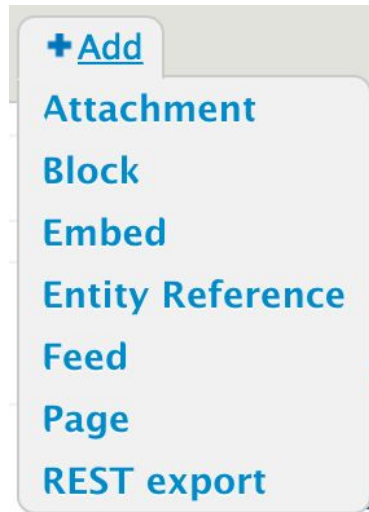 +Add
Attachment
Block
Embed
Entity Reference
Feed
Page
REST export